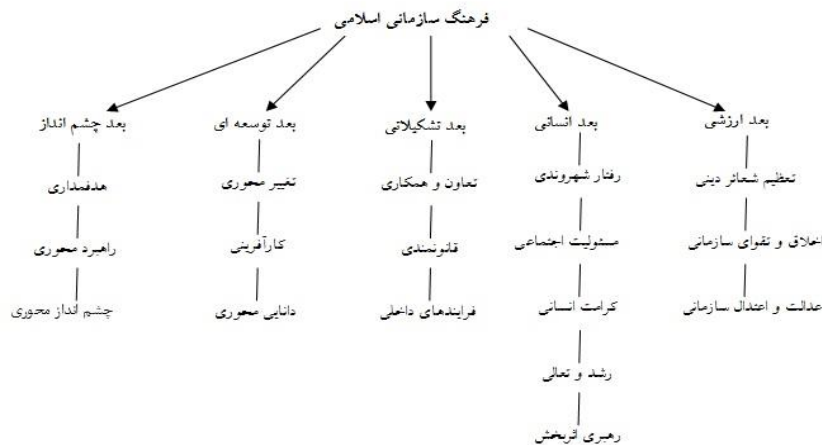 فرهنگ سازمانی اسلامی
بعد ارزشی
بعد انسانی
بعد تشکیلاتی
بعد توسعه ای
بعد چشم انداز
تعظیم شعائر دینی
رفتار شهروندی
تعاون و همکاری
تغییر محوری
هدفمداری
اخلاق و تقوای سازمانی
مسئولیت اجتماعی
قانونمندی
کارآفرینی
راهبرد محوری
عدالت و اعتدال سازمانی
کرامت انسانی
فرایندهای داخلی
دانایی محوری
چشم انداز محوری
رشد و تعالی
رهبری اثربخش